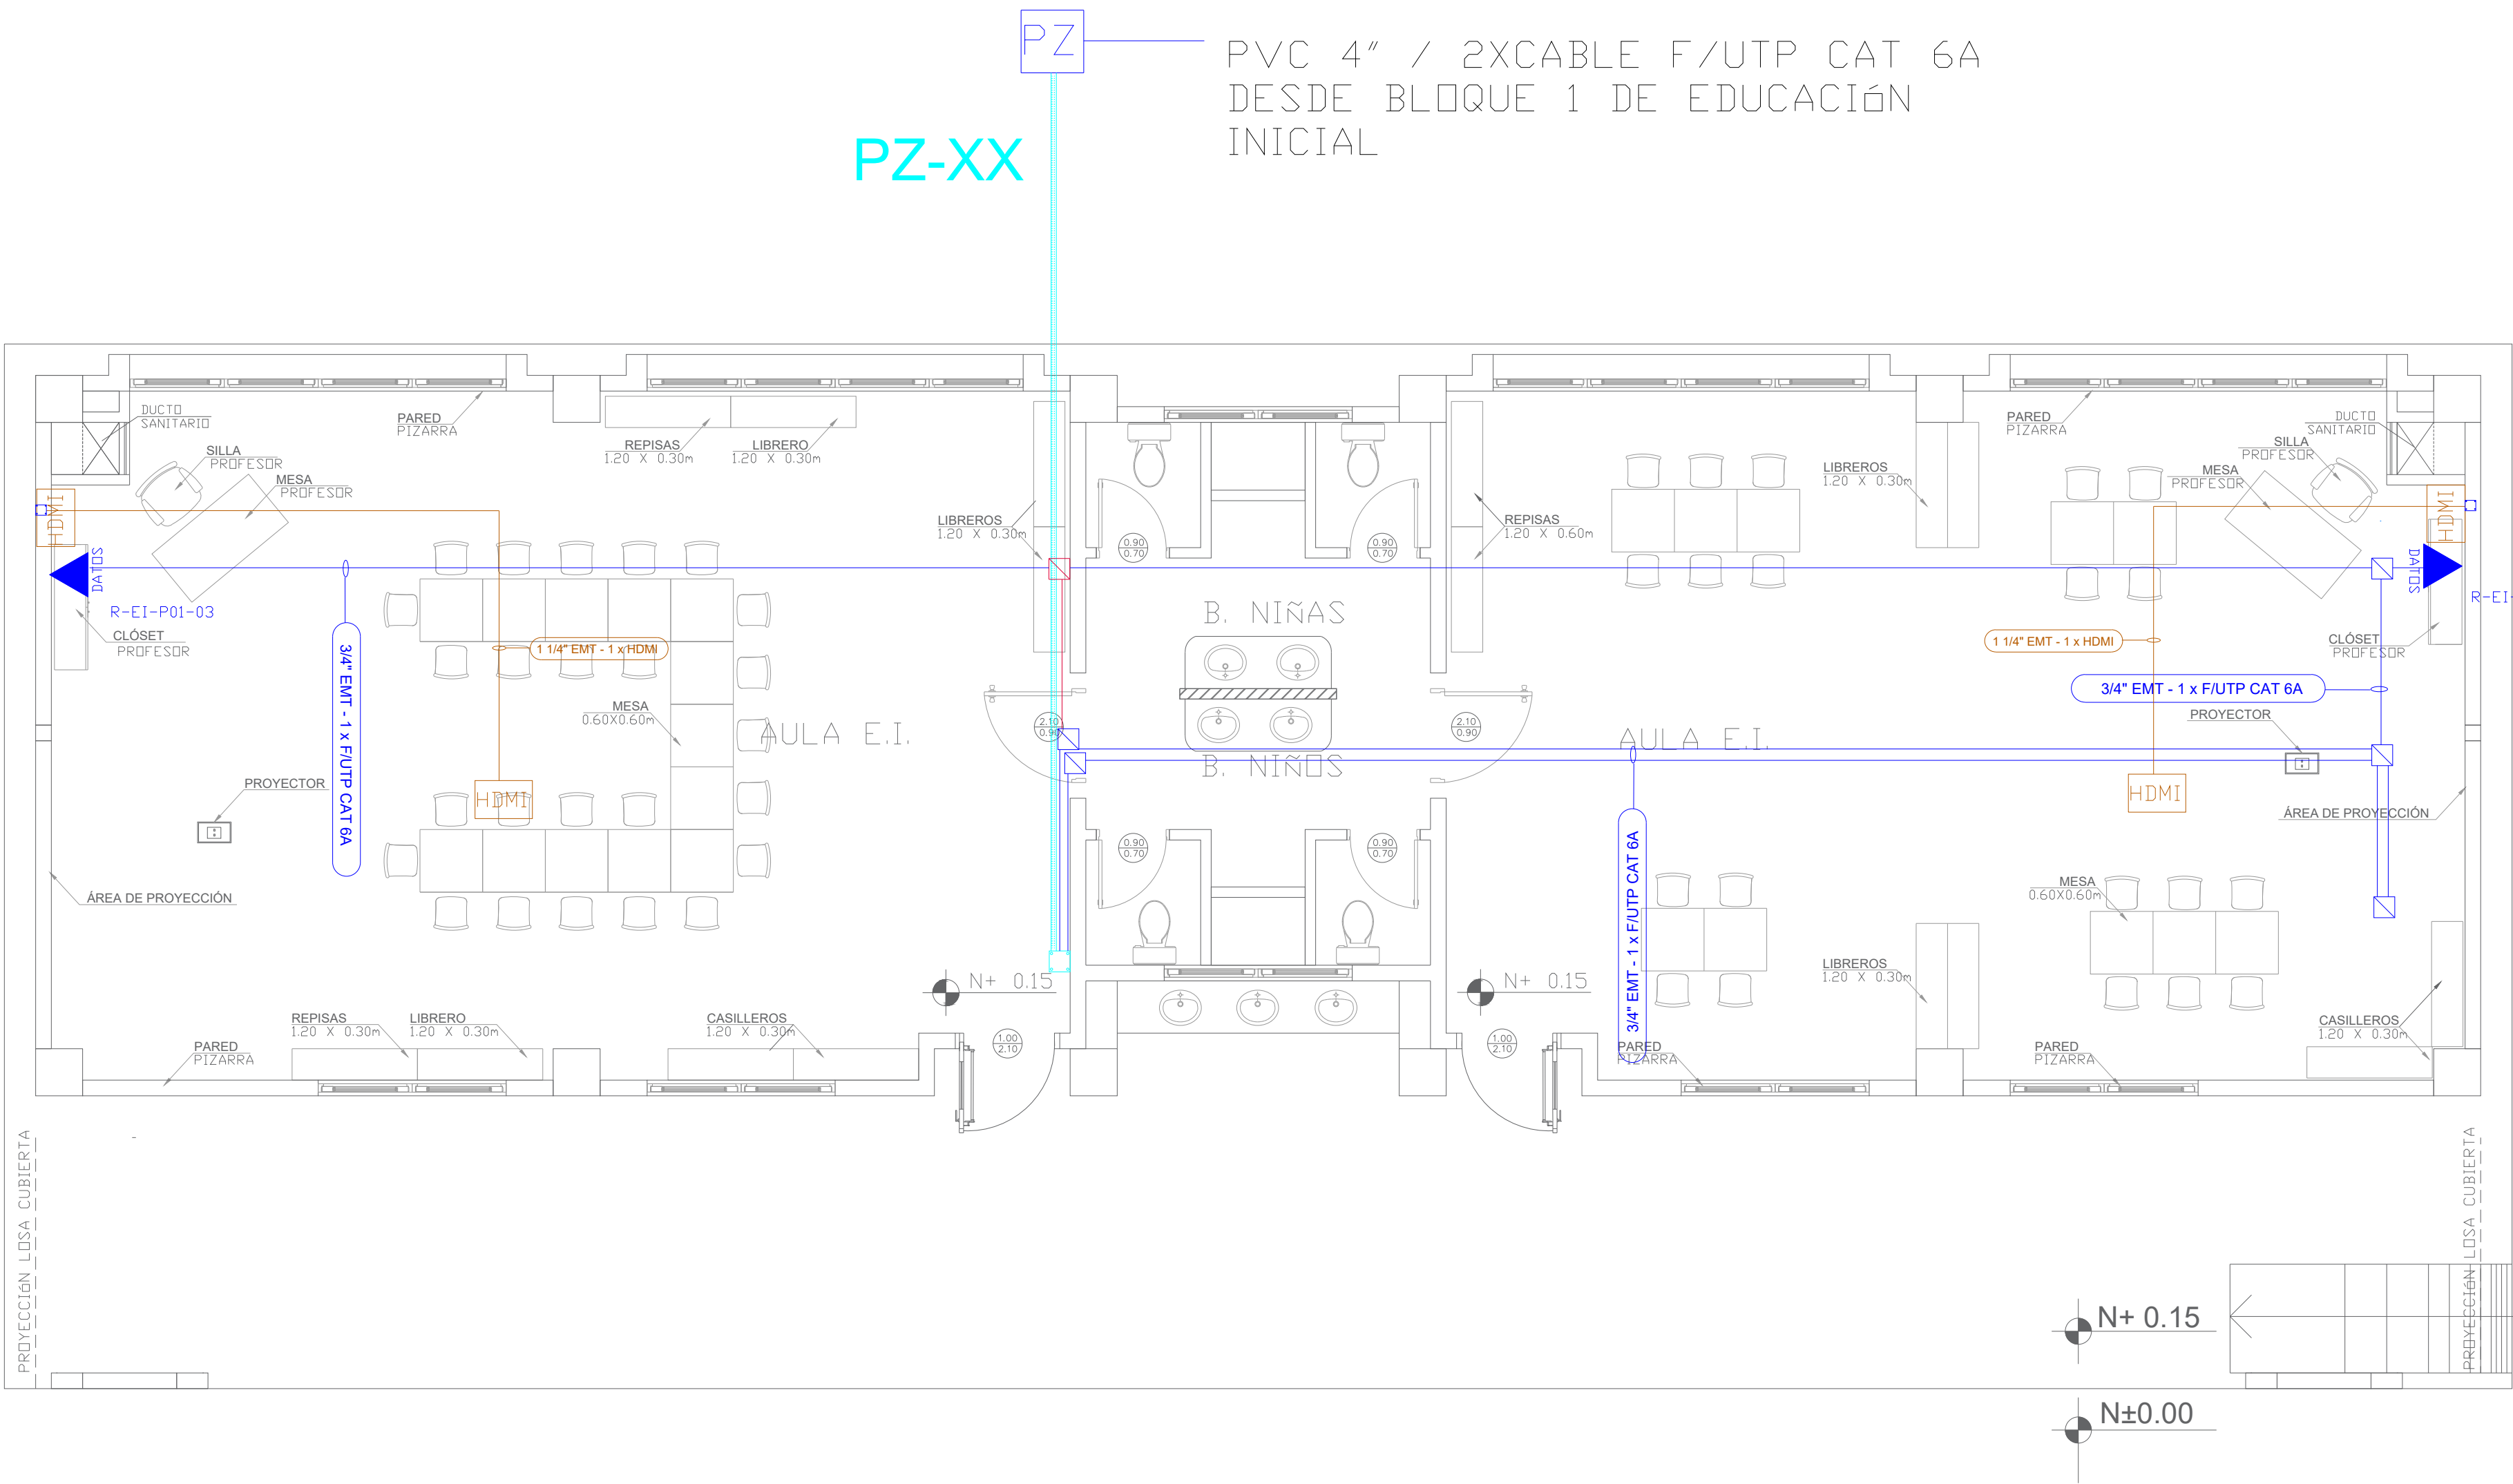 PZ
PVC 4" / 2XCABLE F/UTP CAT 6A
DESDE BLOQUE 1 DE EDUCACIóN
INICIAL
PZ-XX
DUCTO
SANITARIO
SILLA
PROFESOR
MESA
PROFESOR
PARED
PIZARRA
REPISAS
1.20 X 0.30m
LIBRERO
1.20 X 0.30m
LIBREROS
1.20 X 0.30m
HDMI
DATOS
R-EI-P01-03
CLÓSET
PROFESOR
3/4" EMT - 1 x F/UTP CAT 6A
1 1/4" EMT - 1 x HDMI
MESA
0.60X0.60m
AULA E.I.
PROYECTOR
HDMI
ÁREA DE PROYECCIÓN
N+ 0.15
REPISAS
1.20 X 0.30m
LIBRERO
1.20 X 0.30m
CASILLEROS
1.20 X 0.30m
PARED
PIZARRA
1.00
2.10
2.10
0.90
0.90
0.70
0.90
0.70
B. NIñAS
B. NIÑOS
0.90
0.70
0.90
0.70
2.10
0.90
REPISAS
1.20 X 0.60m
LIBREROS
1.20 X 0.30m
PARED
PIZARRA
DUCTO
SANITARIO
SILLA
PROFESOR
MESA
PROFESOR
HDMI
DATOS
R-EI-
CLÓSET
PROFESOR
1 1/4" EMT - 1 x HDMI
3/4" EMT - 1 x F/UTP CAT 6A
PROYECTOR
AULA E.I.
HDMI
ÁREA DE PROYECCIÓN
3/4" EMT - 1 x F/UTP CAT 6A
MESA
0.60X0.60m
LIBREROS
1.20 X 0.30m
N+ 0.15
1.00
2.10
PARED
PIZARRA
PARED
PIZARRA
CASILLEROS
1.20 X 0.30m
PROYECCIóN LOSA CUBIERTA
PROYECCIóN LOSA CUBIERTA
N+ 0.15
N±0.00